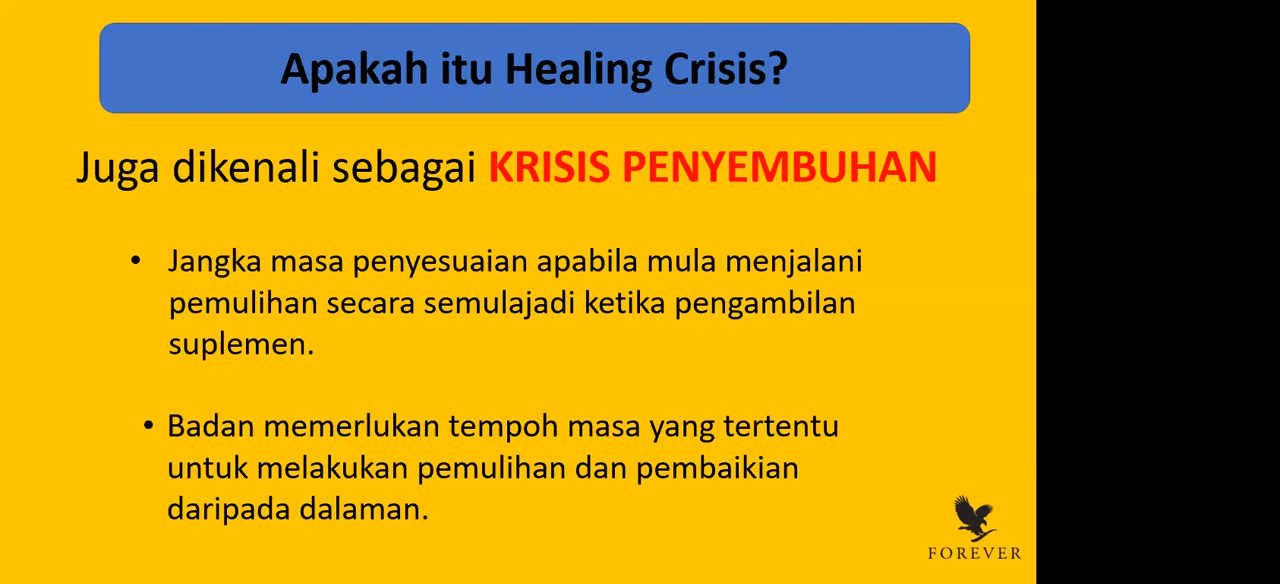 Apakah itu Healing Crisis?
Juga dikenali sebagai KRISIS PENYEMBUHAN
• Jangka masa penyesuaian apabila mula menjalani
pemulihan secara semulajadi ketika pengambilan
suplemen.
• Badan memerlukan tempoh masa yang tertentu
untuk melakukan pemulihan dan pembaikian
daripada dalaman.
FOREVER